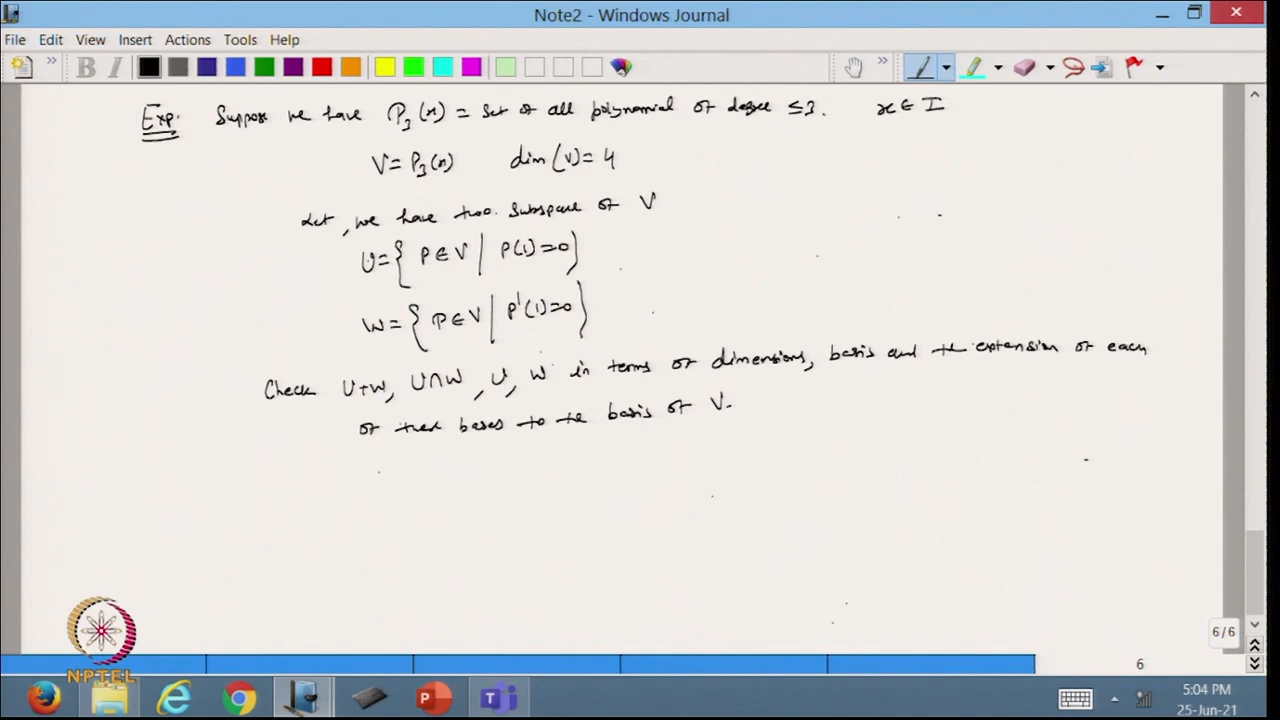 Note2 - Windows Journal
File Edit View Insert Actions Tools Help
Exp. Suppose we have P₃(x) = Set of all polynomial of degree ≤3. x ∈ I
V = P₃(x) dim(V) = 4
Let, we have two subspace of V
U = { P ∈ V | P(1)=0 }
W = { P ∈ V | P'(1)=0 }
Check U+W, U∩W, U, W in terms of dimensions, basis and the extension of each
of these bases to the basis of V.
6/6
6
NPTEL
5:04 PM
25-Jun-21